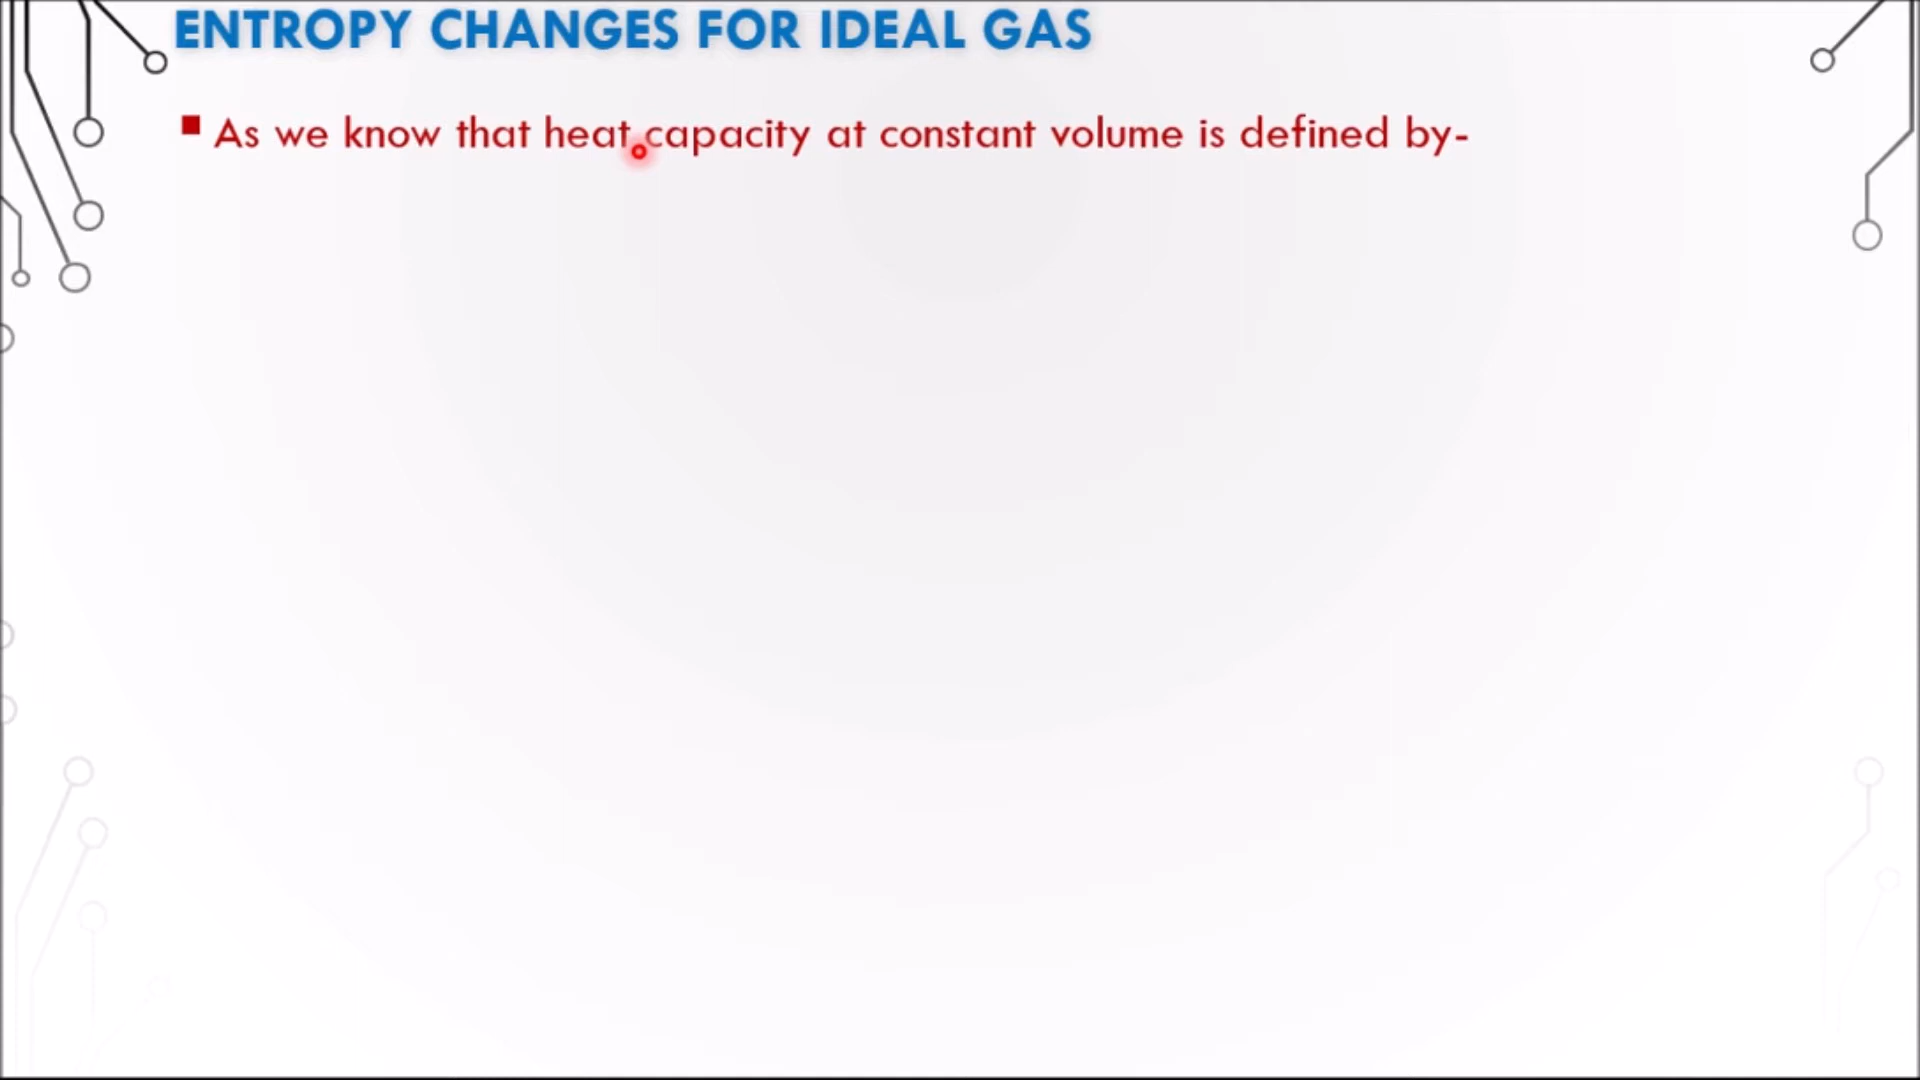 ENTROPY CHANGES FOR IDEAL GAS
As we know that heat capacity at constant volume is defined by-